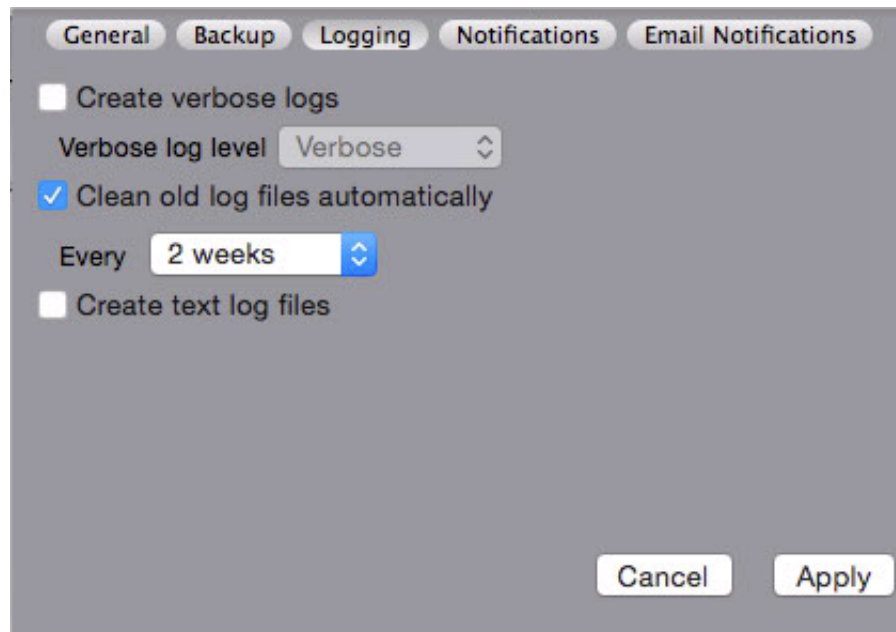 General Backup Logging Notifications Email Notifications
Create verbose logs
Verbose log level Verbose
Clean old log files automatically
Every 2 weeks
Create text log files
Cancel Apply